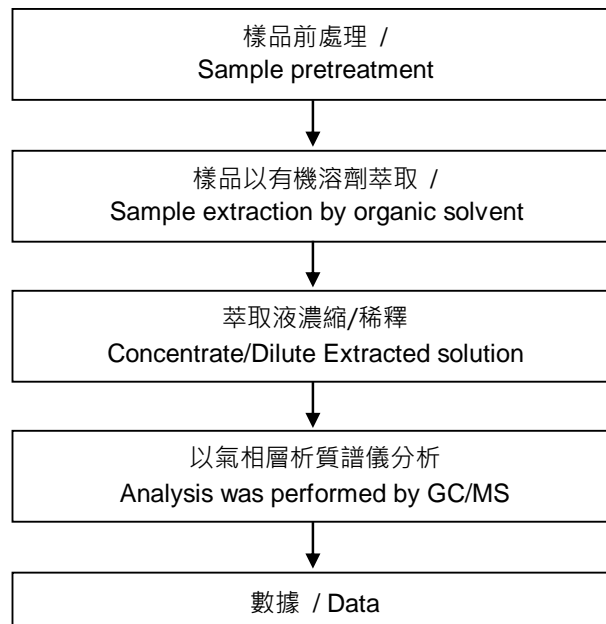 樣品前處理 /
Sample pretreatment
樣品以有機溶劑萃取 /
Sample extraction by organic solvent
萃取液濃縮/稀釋
Concentrate/Dilute Extracted solution
以氣相層析質譜儀分析
Analysis was performed by GC/MS
數據 / Data